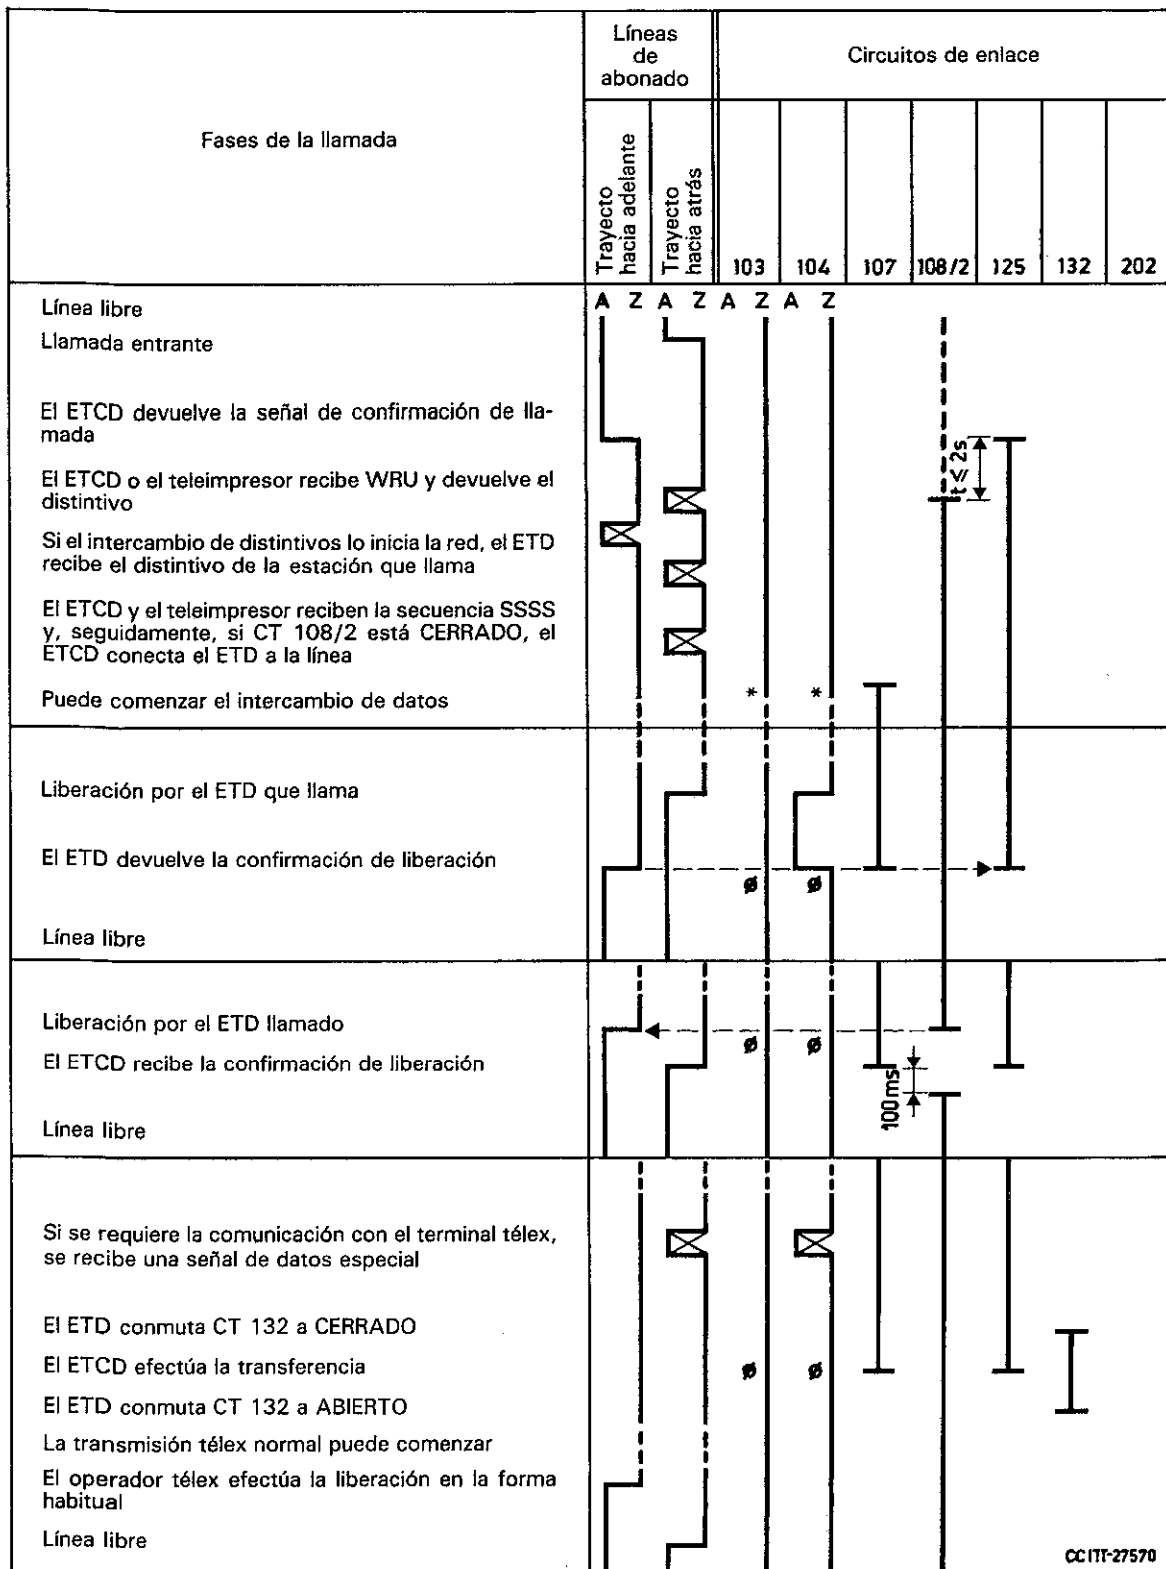 Líneas
de
abonado
Circuitos de enlace
Fases de la llamada
Trayecto
hacia adelante
Trayecto
hacia atrás
103 104 107 108/2 125 132 202
Línea libre
A Z A Z A Z A Z
Llamada entrante
El ETCD devuelve la señal de confirmación de lla-
mada
t ≤ 2s
El ETCD o el teleimpresor recibe WRU y devuelve el
distintivo
Si el intercambio de distintivos lo inicia la red, el ETD
recibe el distintivo de la estación que llama
El ETCD y el teleimpresor reciben la secuencia SSSS
y, seguidamente, si CT 108/2 está CERRADO, el
ETCD conecta el ETD a la línea
Puede comenzar el intercambio de datos
* *
Liberación por el ETD que llama
El ETD devuelve la confirmación de liberación
Ø Ø
Línea libre
Liberación por el ETD llamado
Ø Ø
El ETCD recibe la confirmación de liberación
100ms
Línea libre
Si se requiere la comunicación con el terminal télex,
se recibe una señal de datos especial
El ETD conmuta CT 132 a CERRADO
El ETCD efectúa la transferencia
Ø Ø
El ETD conmuta CT 132 a ABIERTO
La transmisión télex normal puede comenzar
El operador télex efectúa la liberación en la forma
habitual
Línea libre
CCITT-27570